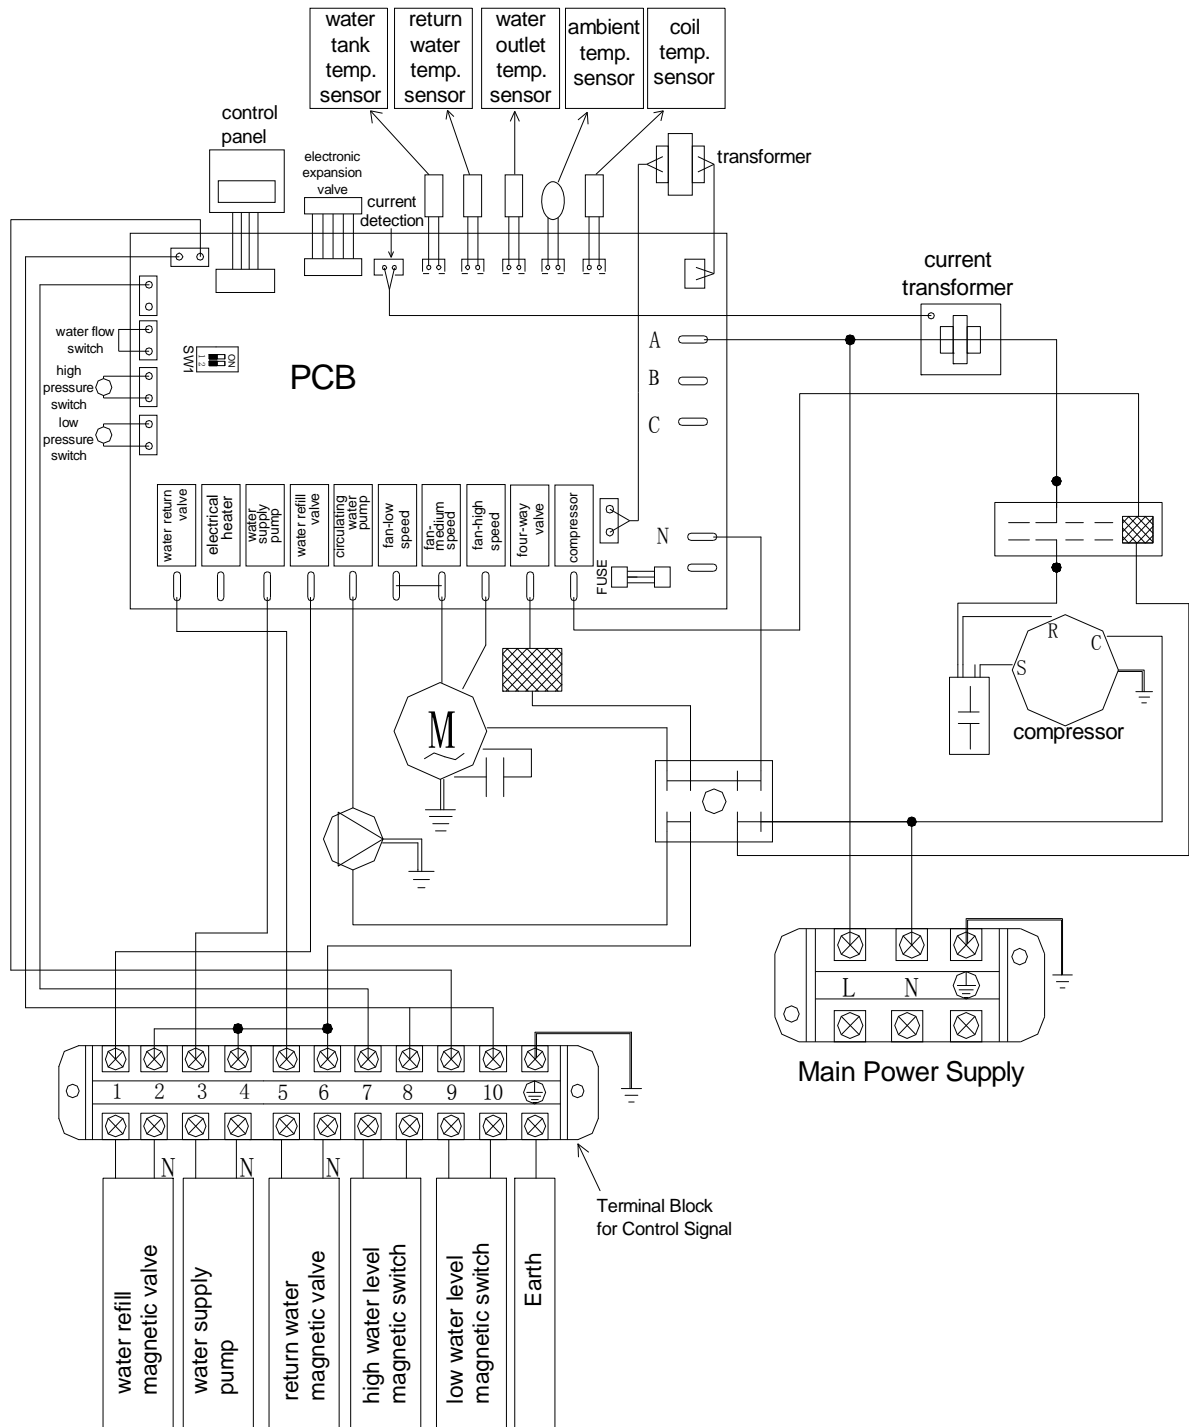 water
tank
temp.
sensor
return
water
temp.
sensor
water
outlet
temp.
sensor
ambient
temp.
sensor
coil
temp.
sensor
control
panel
electronic
expansion
valve
current
detection
transformer
current
transformer
water flow
switch
high
pressure
switch
low
pressure
switch
SW1
ON
1 2
PCB
A
B
C
N
FUSE
water return
valve
electrical
heater
water
supply
pump
water refill
valve
circulating
water
pump
fan-low
speed
fan-
medium
speed
fan-high
speed
four-way
valve
compressor
M
R
C
S
compressor
L N
Main Power Supply
1 2 3 4 5 6 7 8 9 10
N N N
Terminal Block
for Control Signal
water refill
magnetic valve
water supply
pump
return water
magnetic valve
high water level
magnetic switch
low water level
magnetic switch
Earth